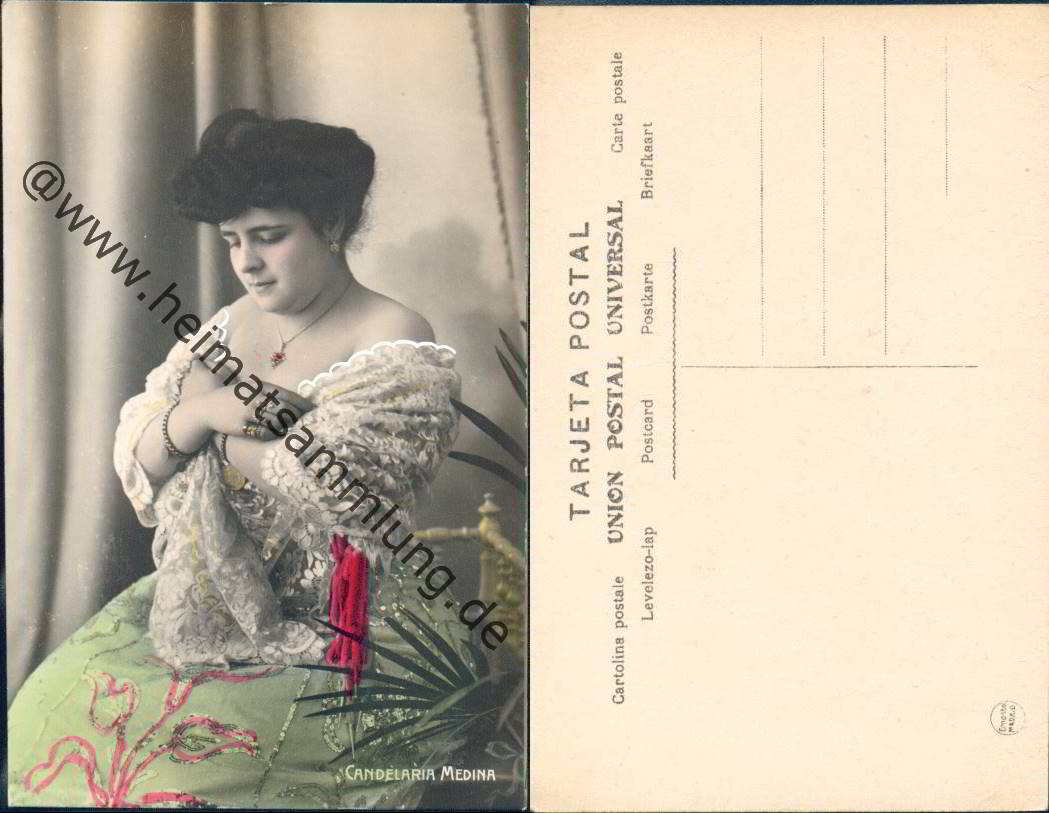 @www.heimatsammlung.de
CANDELARIA MEDINA
TARJETA POSTAL
UNION POSTAL UNIVERSAL
Cartolina postale
Carte postale
Levelezo-lap Postcard Postkarte Briefkaart
MADRID